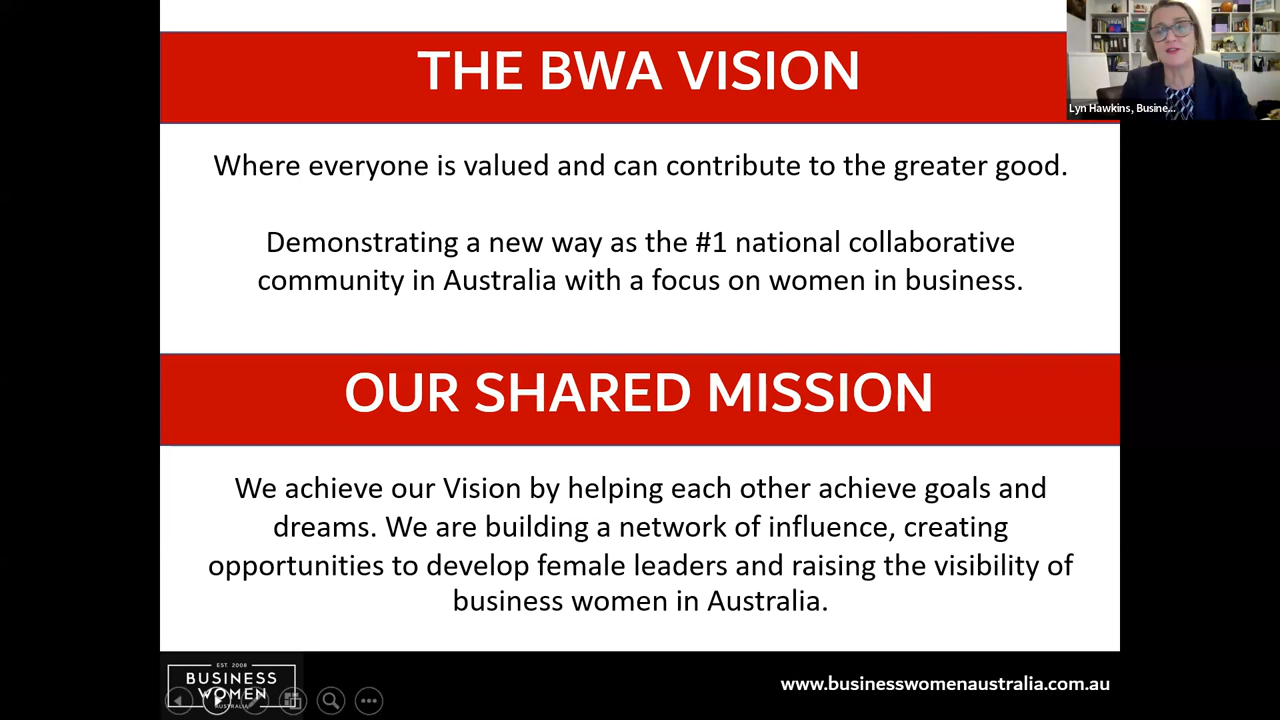 THE BWA VISION
Lyn Hawkins, Busine...
Where everyone is valued and can contribute to the greater good.
Demonstrating a new way as the #1 national collaborative
community in Australia with a focus on women in business.
OUR SHARED MISSION
We achieve our Vision by helping each other achieve goals and
dreams. We are building a network of influence, creating
opportunities to develop female leaders and raising the visibility of
business women in Australia.
EST. 2008
BUSINESS
WOMEN
AUSTRALIA
www.businesswomenaustralia.com.au